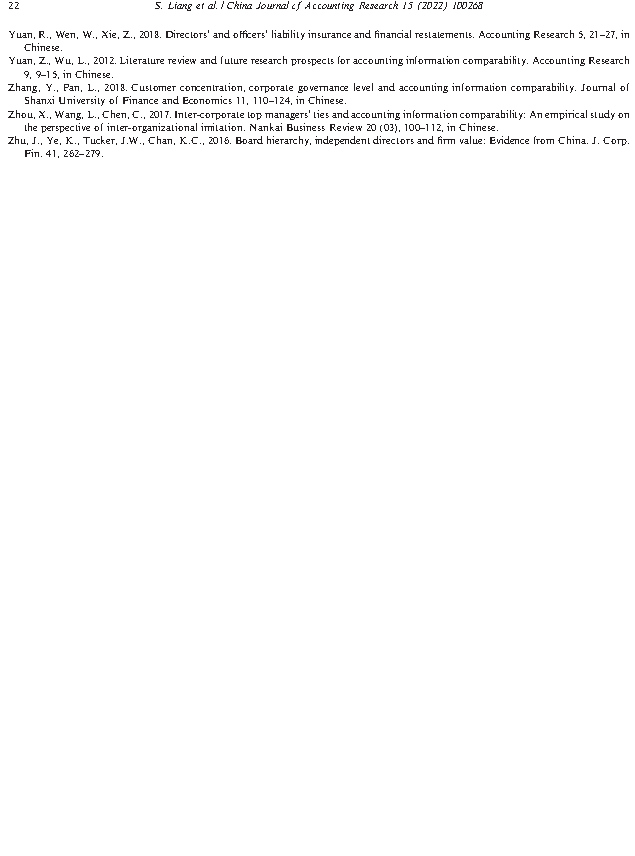 22
S. Liang et al. / China Journal of Accounting Research 15 (2022) 100268
Yuan, R., Wen, W., Xie, Z., 2018. Directors' and officers' liability insurance and financial restatements. Accounting Research 5, 21–27, in
Chinese.
Yuan, Z., Wu, L., 2012. Literature review and future research prospects for accounting information comparability. Accounting Research
9, 9–15, in Chinese.
Zhang, Y., Pan, L., 2018. Customer concentration, corporate governance level and accounting information comparability. Journal of
Shanxi University of Finance and Economics 11, 110–124, in Chinese.
Zhou, X., Wang, L., Chen, C., 2017. Inter-corporate top managers' ties and accounting information comparability: An empirical study on
the perspective of inter-organizational imitation. Nankai Business Review 20 (03), 100–112, in Chinese.
Zhu, J., Ye, K., Tucker, J.W., Chan, K.C., 2016. Board hierarchy, independent directors and firm value: Evidence from China. J. Corp.
Fin. 41, 262–279.